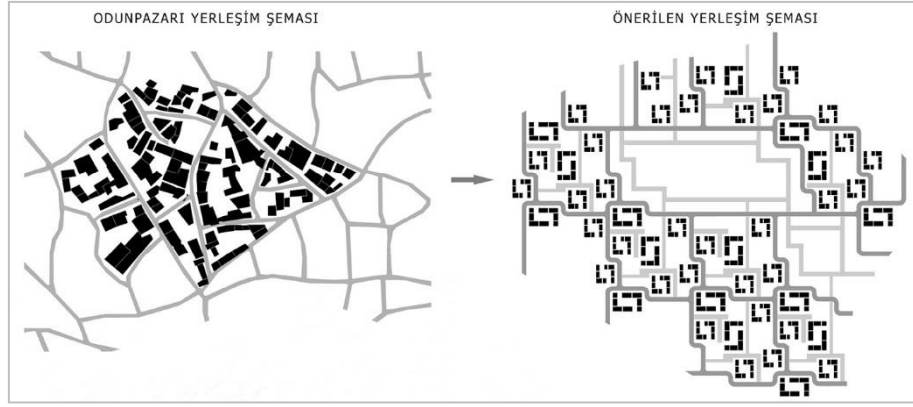 ODUNPAZARI YERLEŞİM ŞEMASI
ÖNERİLEN YERLEŞİM ŞEMASI